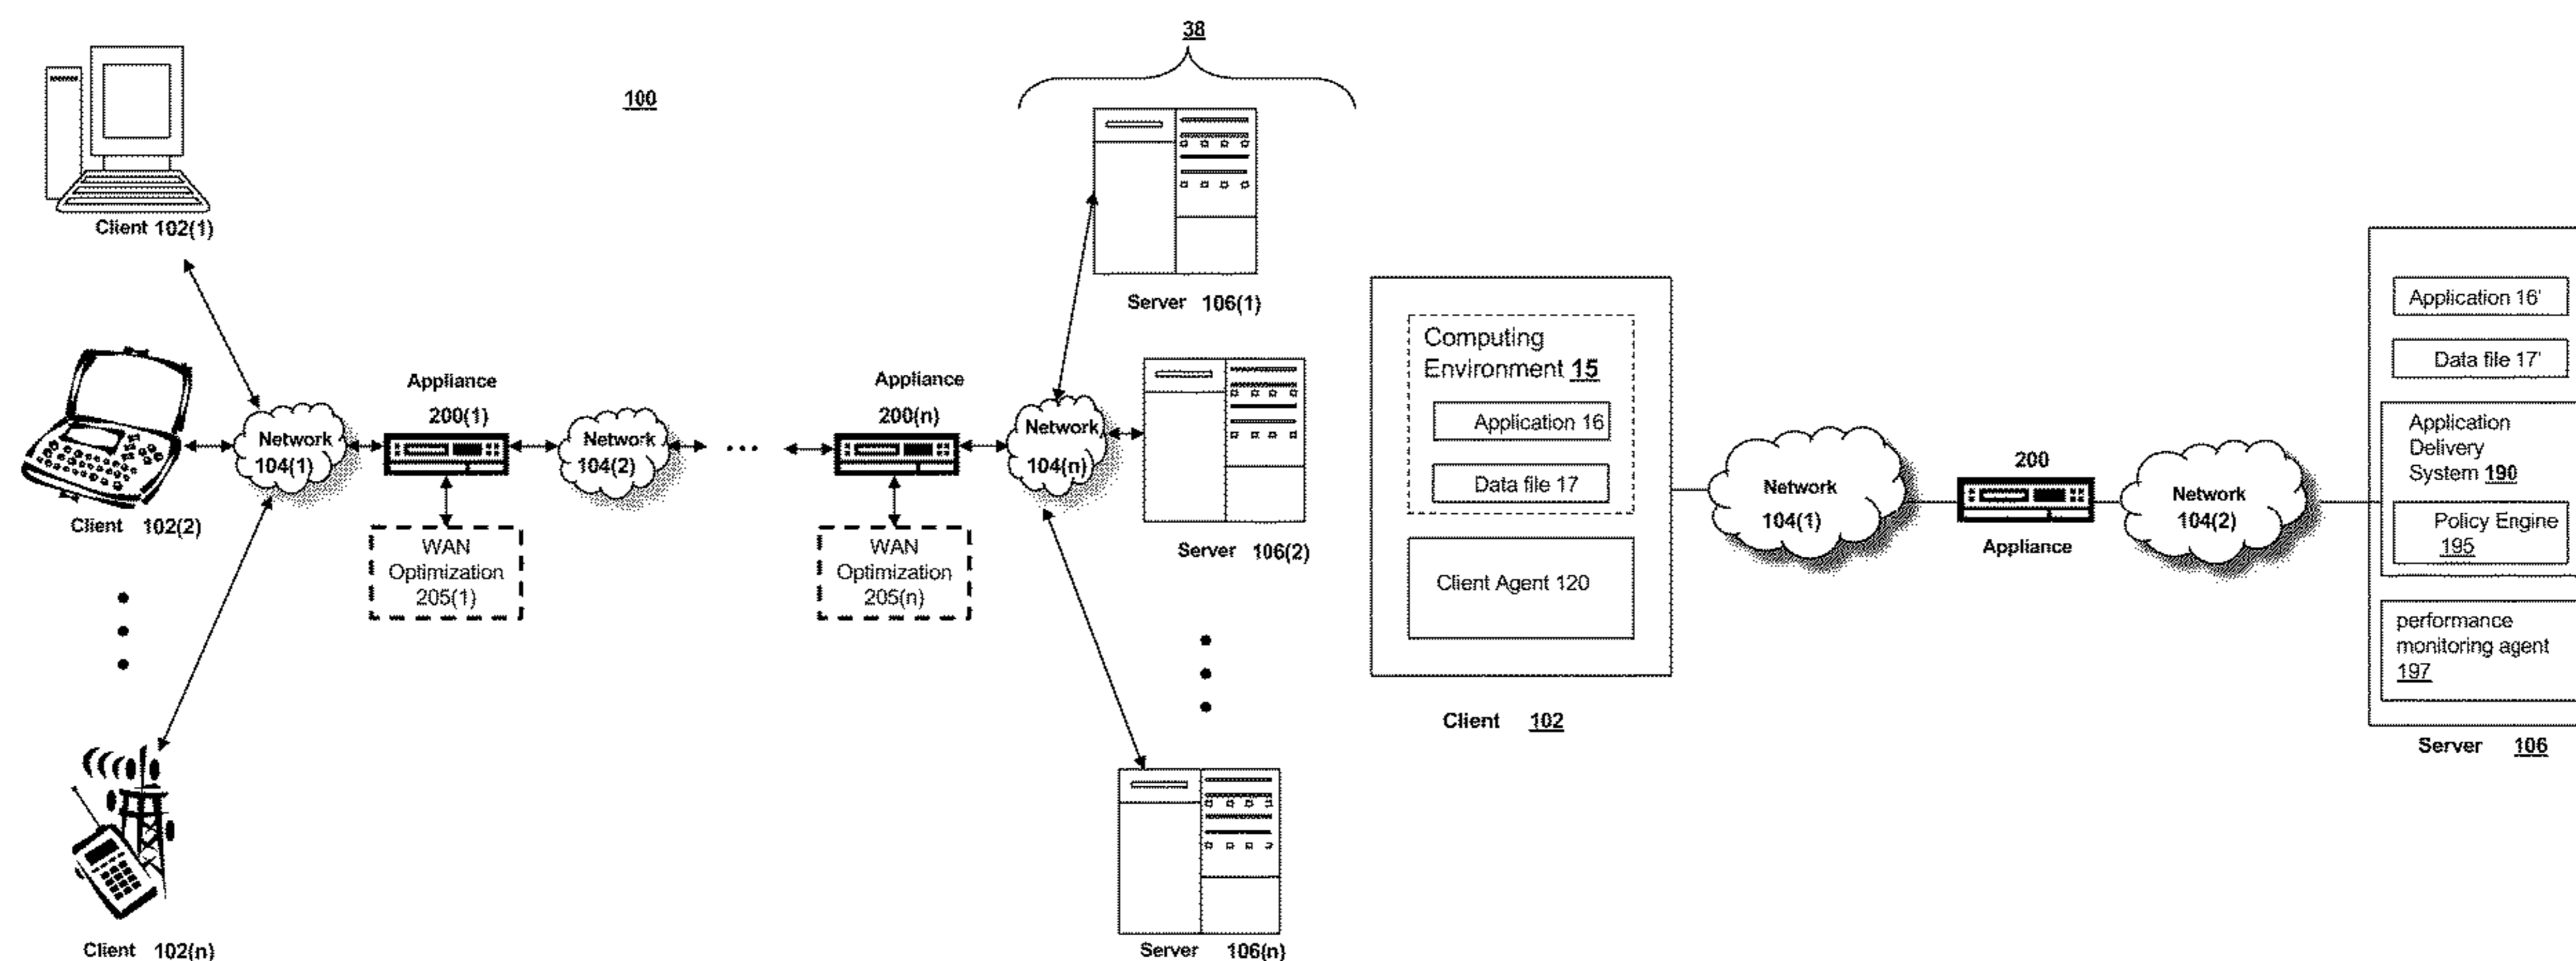 38
100
Client 102(1)
Server 106(1)
Appliance
200(1)
Appliance
200(n)
Network
104(1)
Network
104(2)
...
Network
104(n)
Client 102(2)
WAN
Optimization
205(1)
WAN
Optimization
205(n)
Server 106(2)
Client 102(n)
Server 106(n)
Computing
Environment 15
Application 16
Data file 17
Client Agent 120
Client 102
Network
104(1)
200
Appliance
Network
104(2)
Application 16'
Data file 17'
Application
Delivery
System 190
Policy Engine
195
performance
monitoring agent
197
Server 106